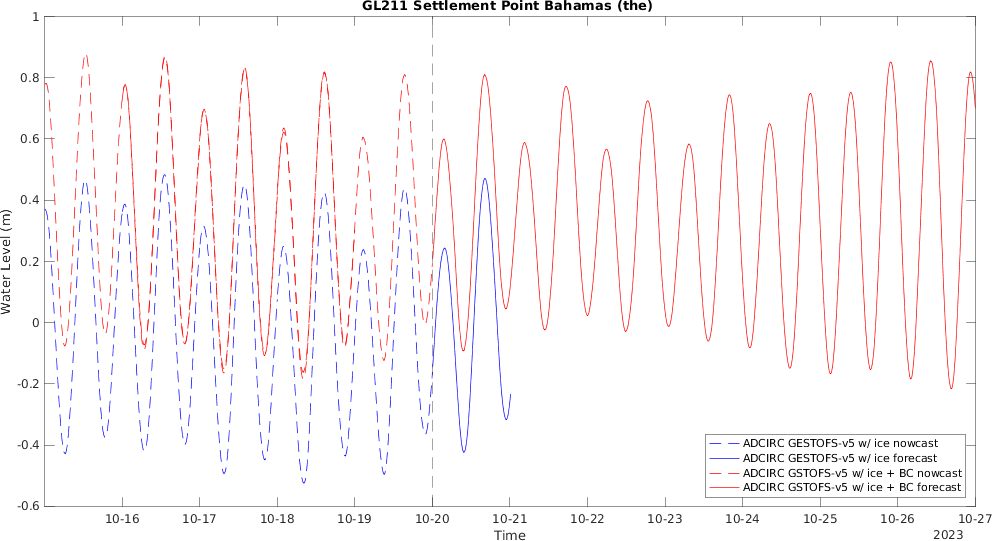 GL211 Settlement Point Bahamas (the)
Water Level (m)
1
0.8
0.6
0.4
0.2
0
-0.2
-0.4
-0.6
10-16 10-17 10-18 10-19 10-20 10-21 10-22 10-23 10-24 10-25 10-26 10-27
Time
2023
ADCIRC GESTOFS-v5 w/ ice nowcast
ADCIRC GESTOFS-v5 w/ ice forecast
ADCIRC GSTOFS-v5 w/ ice + BC nowcast
ADCIRC GSTOFS-v5 w/ ice + BC forecast